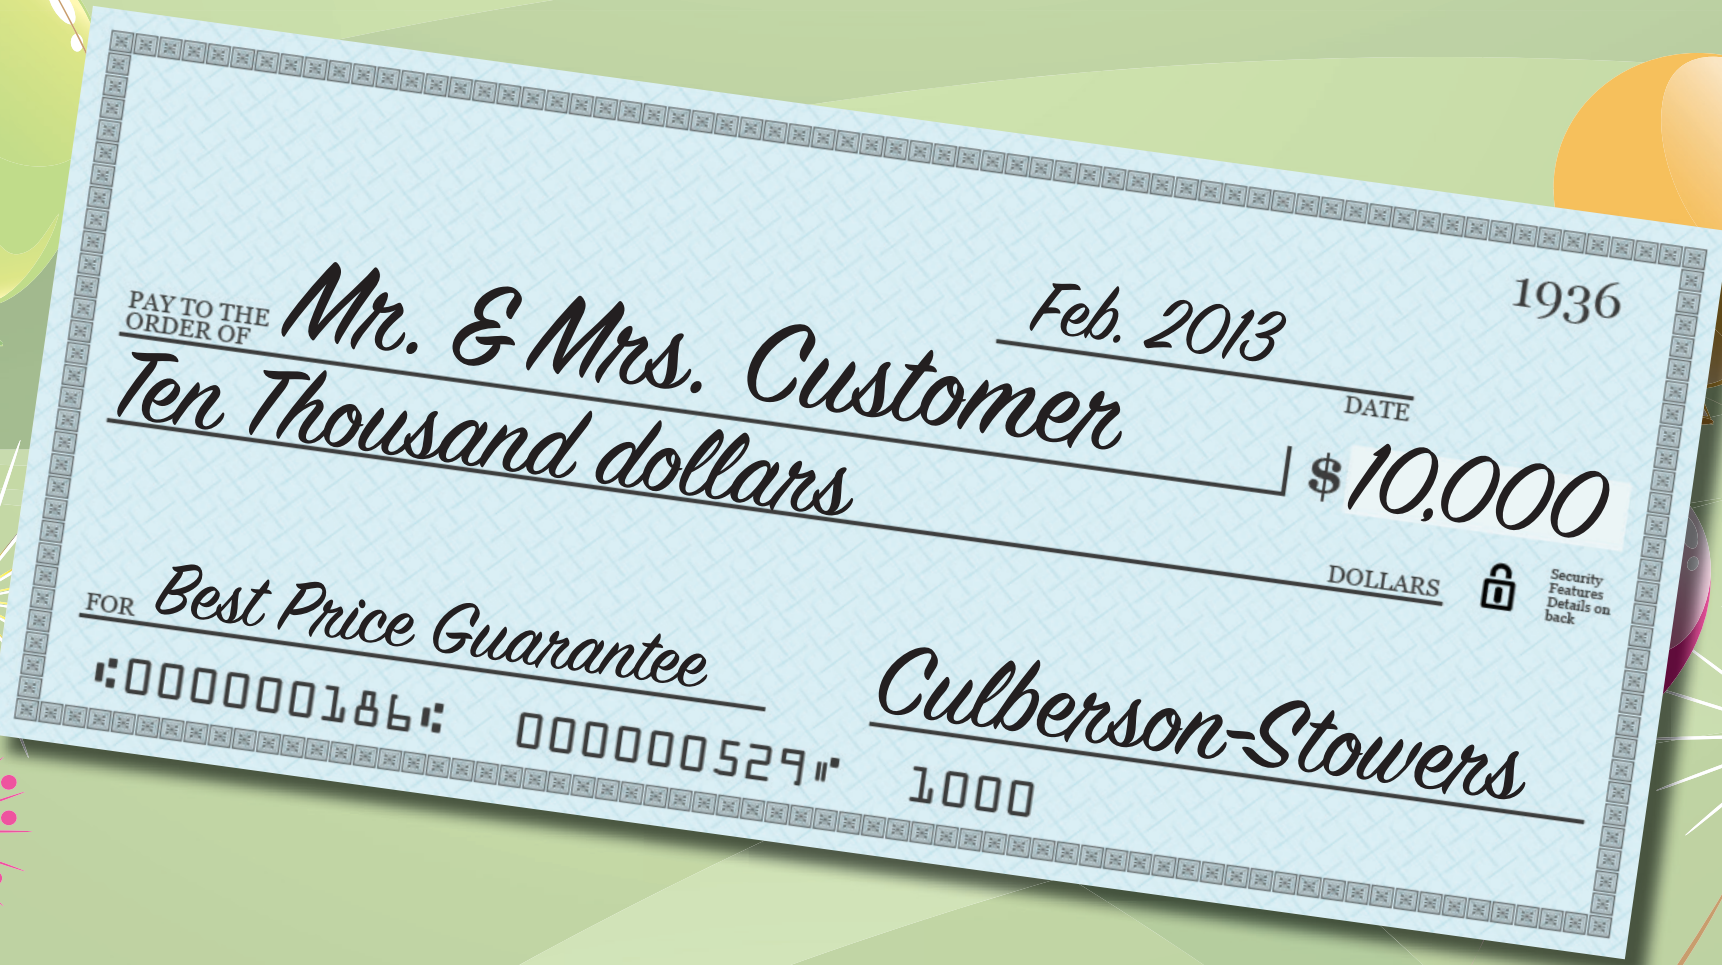 1936
Feb. 2013
DATE
PAY TO THE
ORDER OF
Mr. & Mrs. Customer
$ 10,000
Ten Thousand dollars
DOLLARS
Security
Features
Details on
back
FOR Best Price Guarantee
Culberson-Stowers
⑆000000186⑆ 000000529⑈ 1000